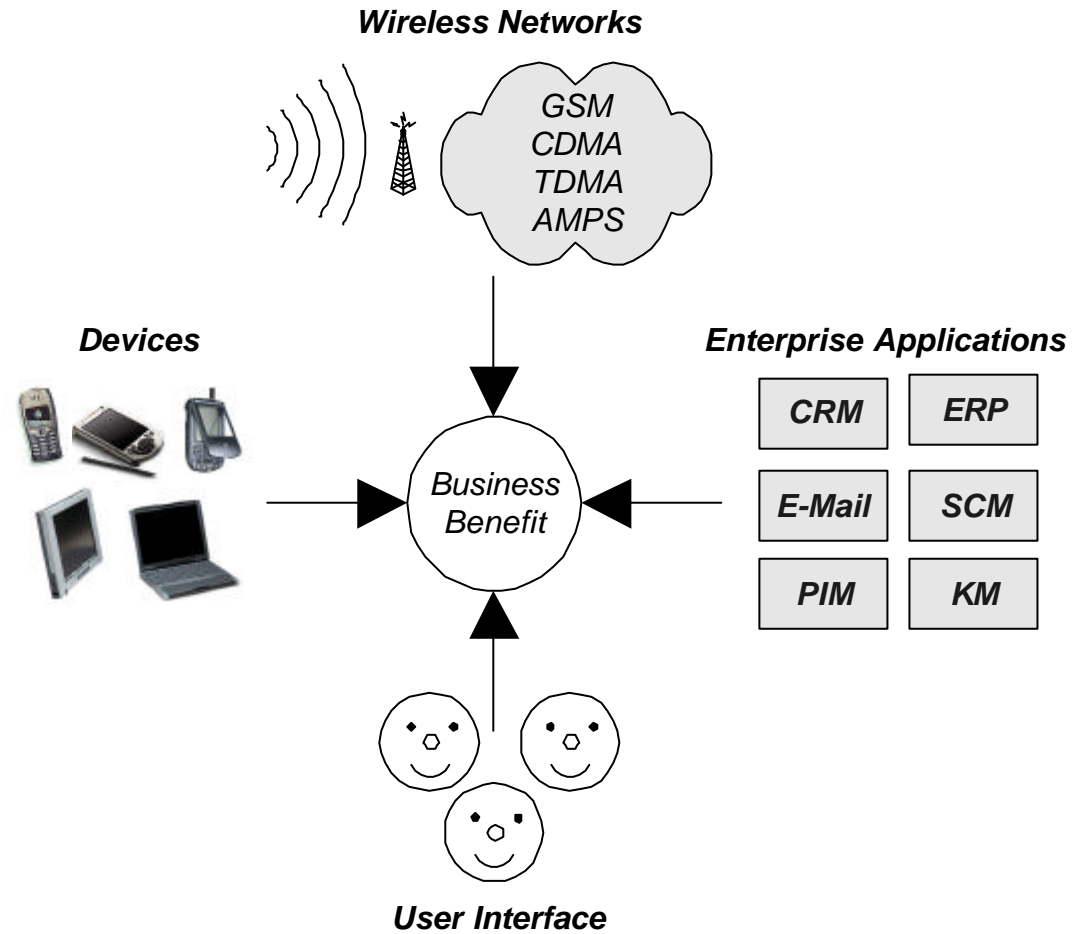 Wireless Networks
GSM
CDMA
TDMA
AMPS
Devices
Enterprise Applications
CRM
ERP
Business
Benefit
E-Mail
SCM
PIM
KM
User Interface